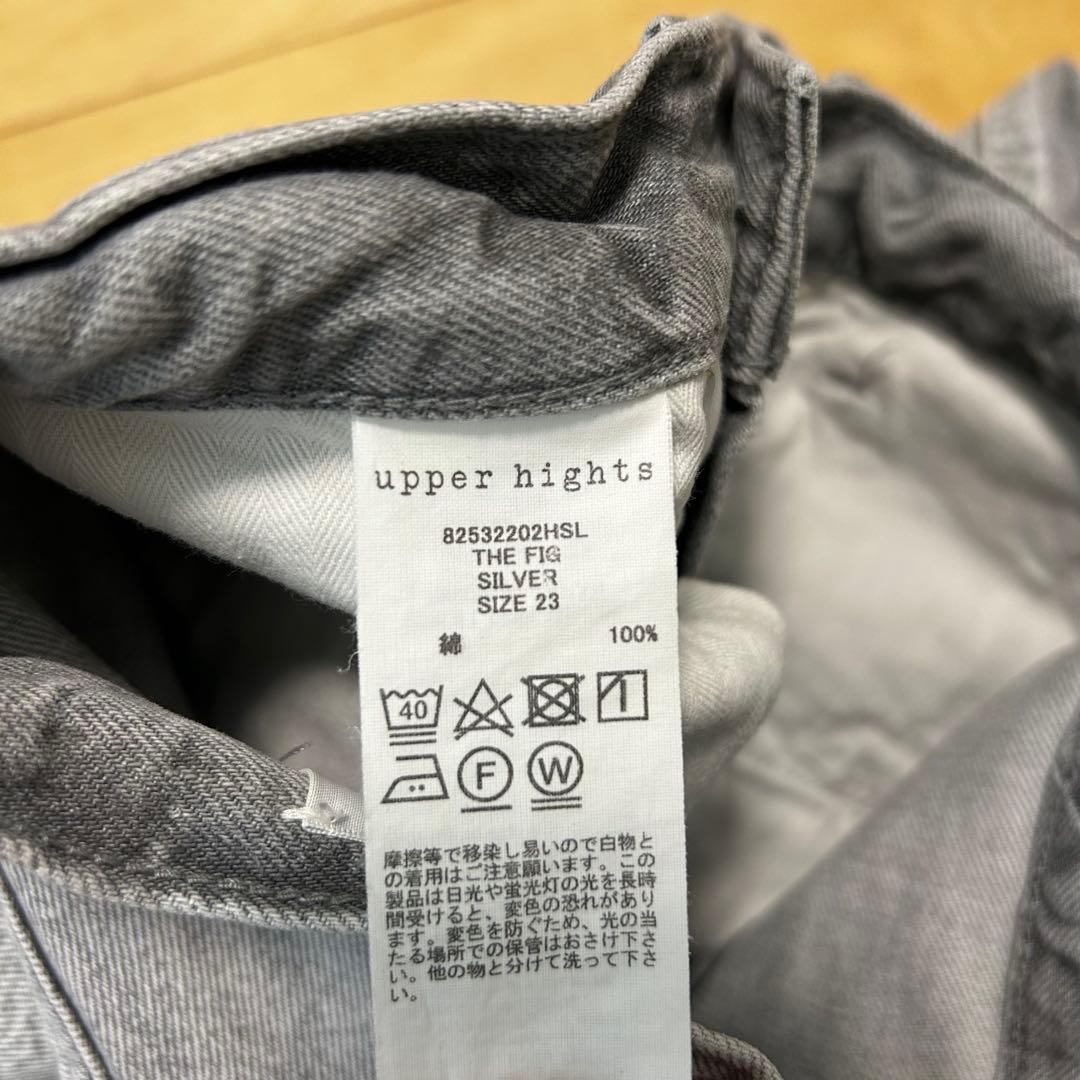 upper hights
82532202HSL
THE FIG
SILVER
SIZE 23
綿 100%
40
F W
摩擦等で移染し易いので白物と
の着用はご注意願います。この
製品は日光や蛍光灯の光を長時
間受けると、変色の恐れがあり
ます。変色を防ぐため、光の当
たる場所での保管はおさけ下さ
い。他の物と分けて洗って下さ
い。